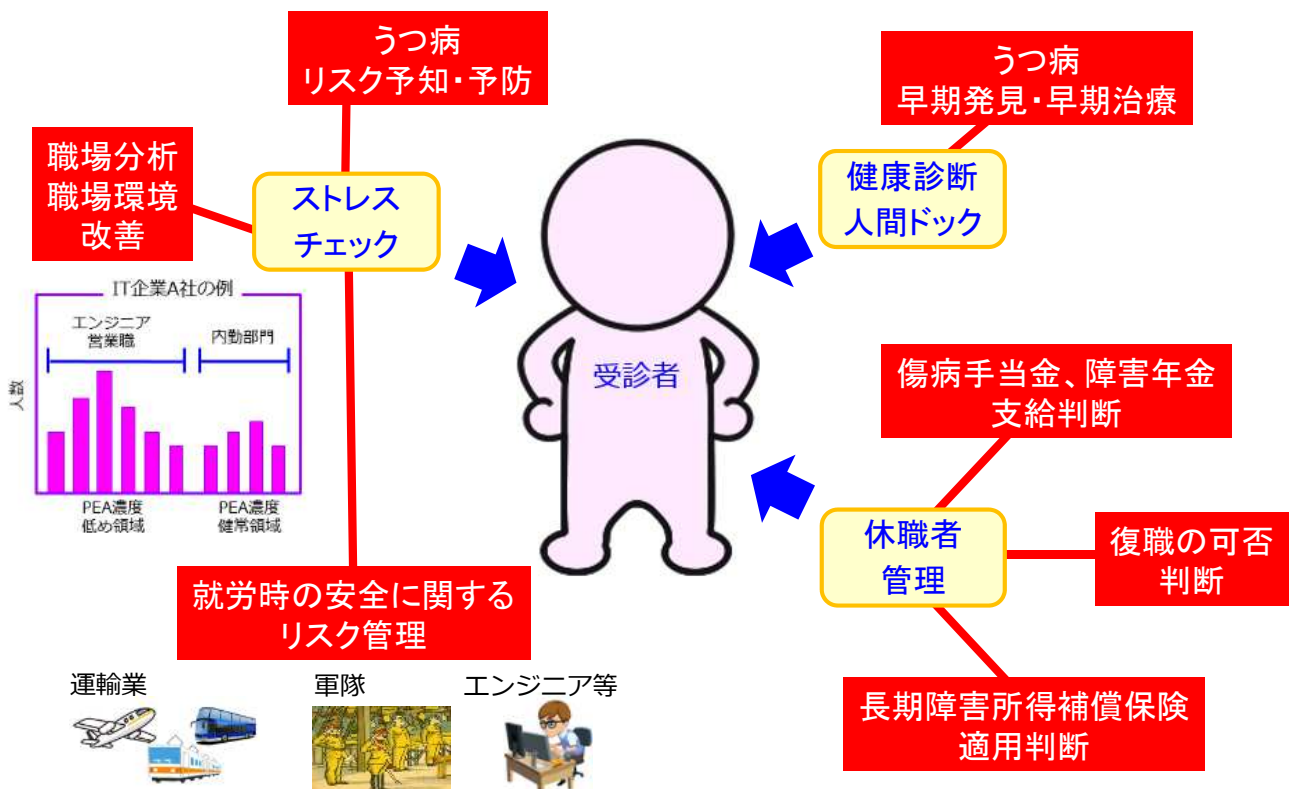 うつ病
リスク予知・予防
うつ病
早期発見・早期治療
職場分析
職場環境
改善
ストレス
チェック
健康診断
人間ドック
IT企業A社の例
エンジニア
営業職
内勤部門
人数
PEA濃度
低め領域
PEA濃度
健常領域
受診者
傷病手当金、障害年金
支給判断
休職者
管理
復職の可否
判断
就労時の安全に関する
リスク管理
長期障害所得補償保険
適用判断
運輸業
軍隊
エンジニア等